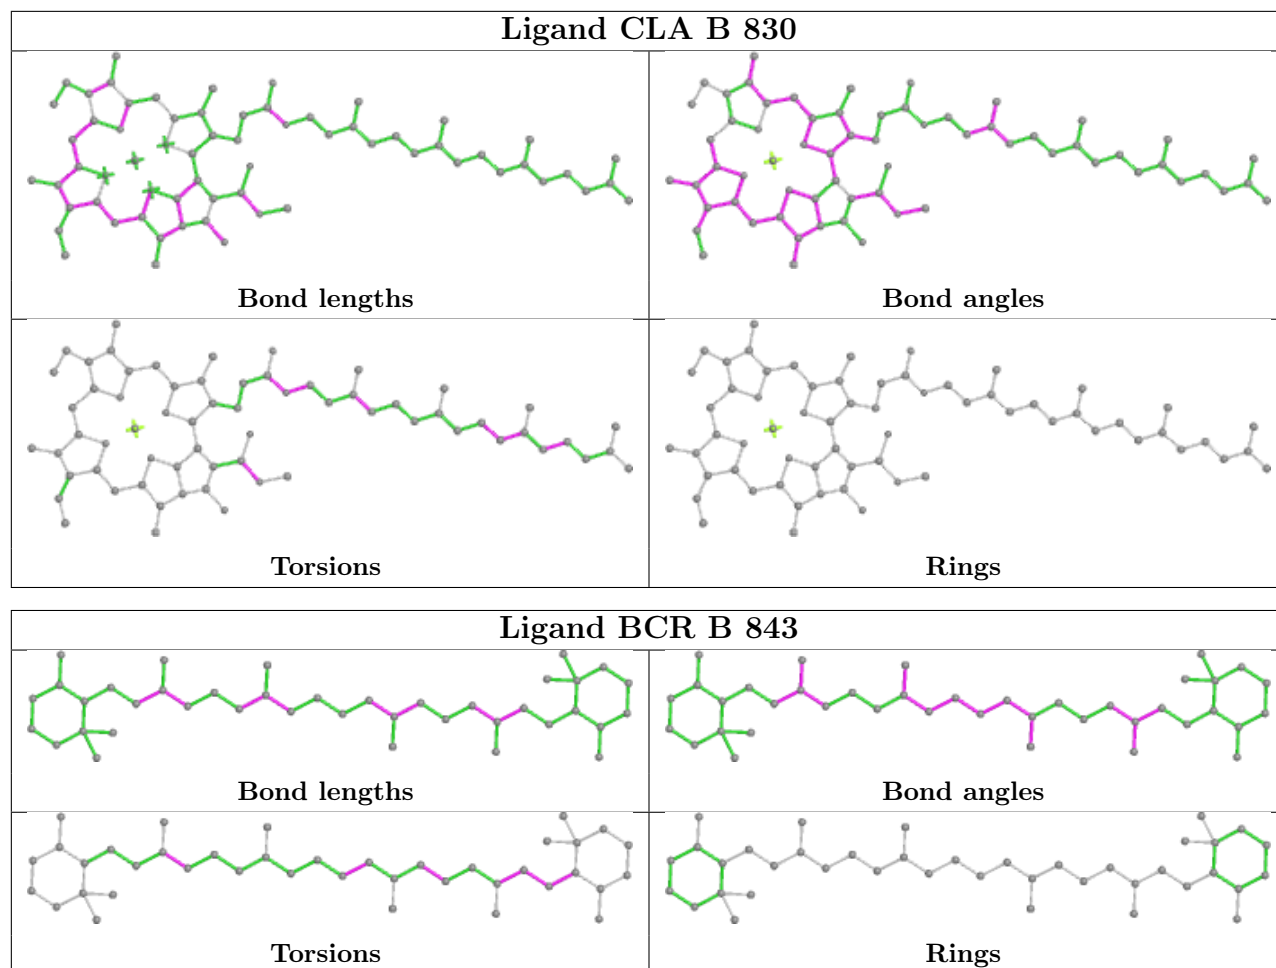 Ligand CLA B 830
Bond lengths
Bond angles
Torsions
Rings
Ligand BCR B 843
Bond lengths
Bond angles
Torsions
Rings